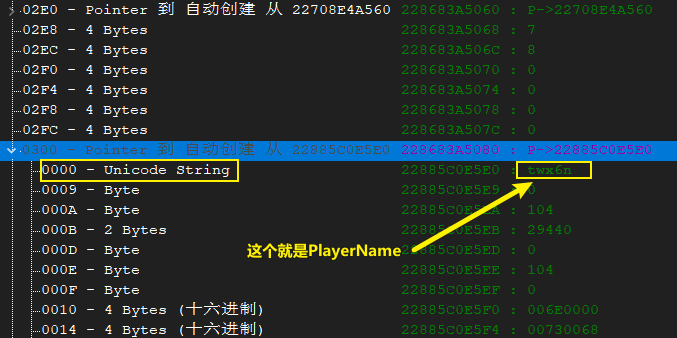 02E0 - Pointer 到 自动创建 从 22708E4A560 228683A5060 : P->22708E4A560
02E8 - 4 Bytes 228683A5068 : 7
02EC - 4 Bytes 228683A506C : 8
02F0 - 4 Bytes 228683A5070 : 0
02F4 - 4 Bytes 228683A5074 : 0
02F8 - 4 Bytes 228683A5078 : 0
02FC - 4 Bytes 228683A507C : 0
0300 - Pointer 到 自动创建 从 22885C0E5E0 228683A5080 : P->22885C0E5E0
0000 - Unicode String 22885C0E5E0 : twx6n
0009 - Byte 22885C0E5E9 : 0
000A - Byte 22885C0E5EA : 104
000B - 2 Bytes 22885C0E5EB : 29440
这个就是PlayerName
000D - Byte 22885C0E5ED : 0
000E - Byte 22885C0E5EE : 104
000F - Byte 22885C0E5EF : 0
0010 - 4 Bytes (十六进制) 22885C0E5F0 : 006E0000
0014 - 4 Bytes (十六进制) 22885C0E5F4 : 00730068